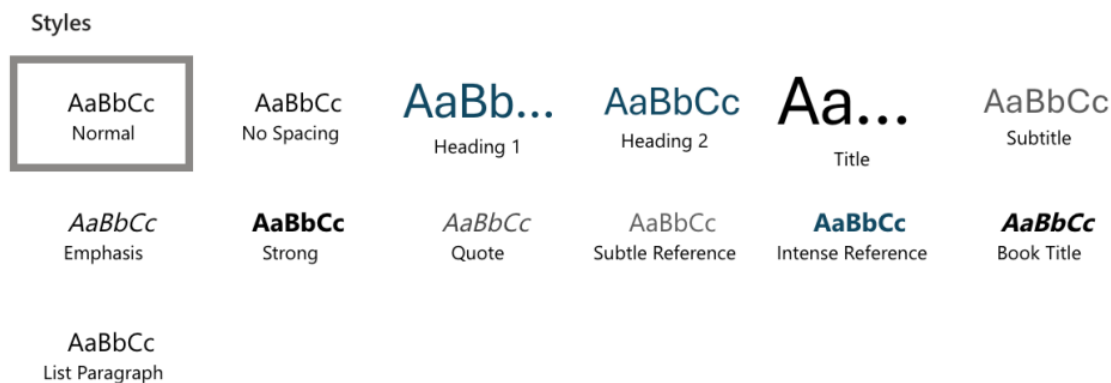 Styles
AaBbCc AaBbCc AaBb... AaBbCc Aa... AaBbCc
Normal No Spacing Heading 1 Heading 2 Title Subtitle
AaBbCc AaBbCc AaBbCc AaBbCc AaBbCc AaBbCc
Emphasis Strong Quote Subtle Reference Intense Reference Book Title
AaBbCc
List Paragraph